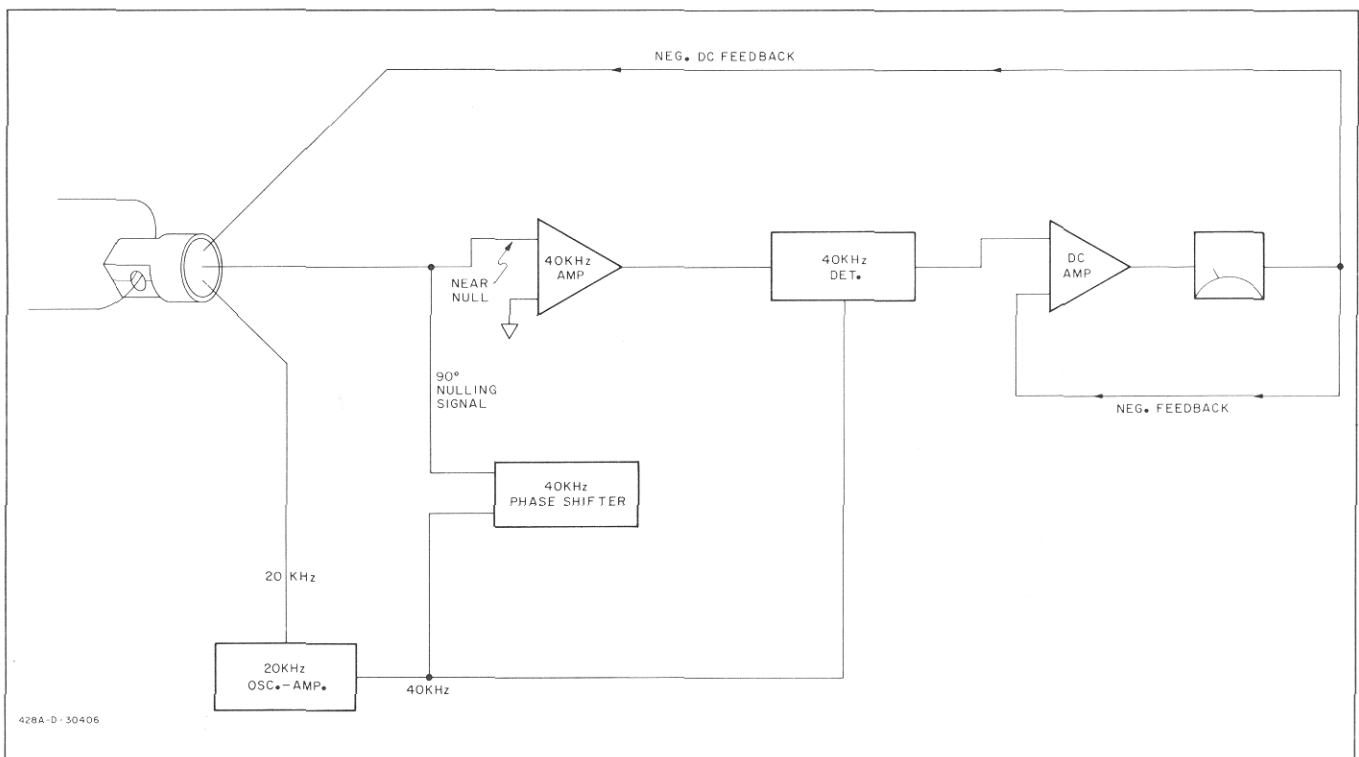 NEG. DC FEEDBACK
NEAR
NULL
40KHz
AMP
40KHz
DET.
DC
AMP
90°
NULLING
SIGNAL
NEG. FEEDBACK
40KHz
PHASE SHIFTER
20 KHz
20KHz
OSC.-AMP.
40KHz
428A-D-30406